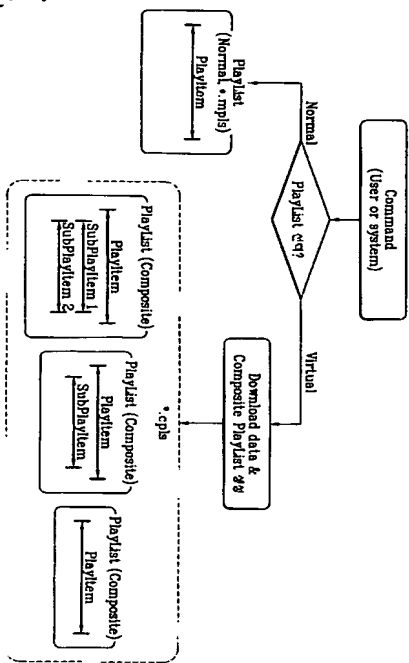 Command
(User or system)
PlayList
Normal
Virtual
PlayList
(Normal, *.mpls)
PlayItom
Download data &
Composite PlayList
*.cpls
PlayList (Composite)
PlayItem
SubPlayItem 1
SubPlayItem 2
PlayList (Composite)
PlayItem
SubPlayItem
PlayList (Composite)
PlayItem